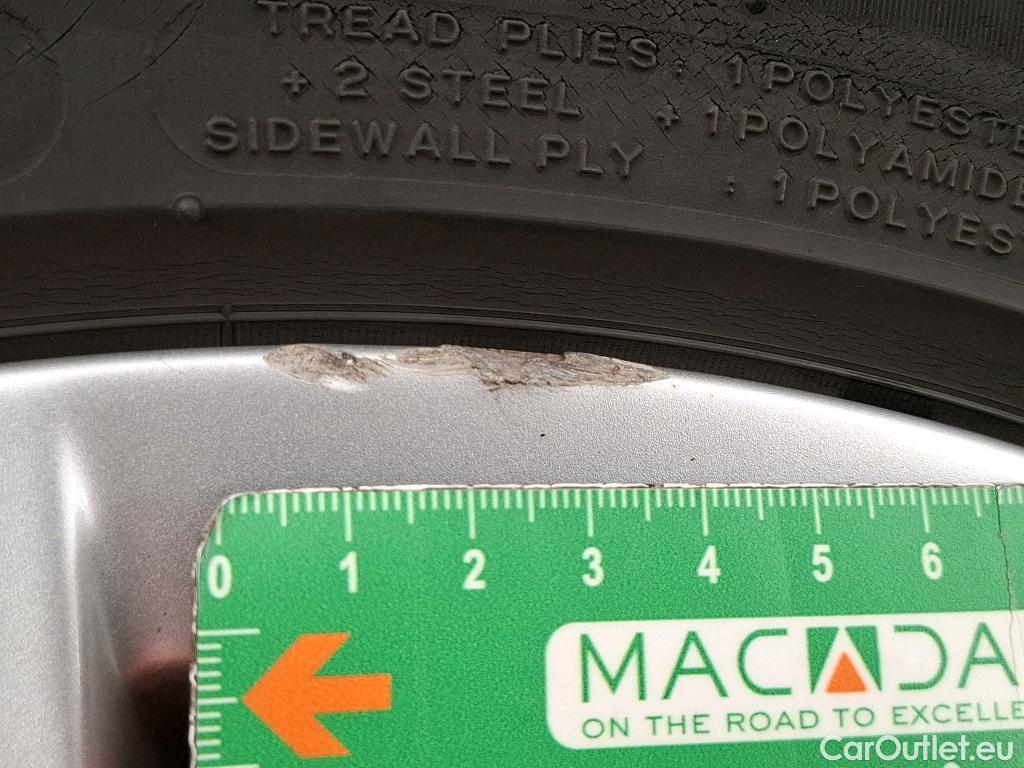 TREAD PLIES : 1 POLYESTE
+ 2 STEEL + 1 POLYAMIDE
SIDEWALL PLY : 1 POLYES
0 1 2 3 4 5 6
MACADA
ON THE ROAD TO EXCELLE
CarOutlet.eu